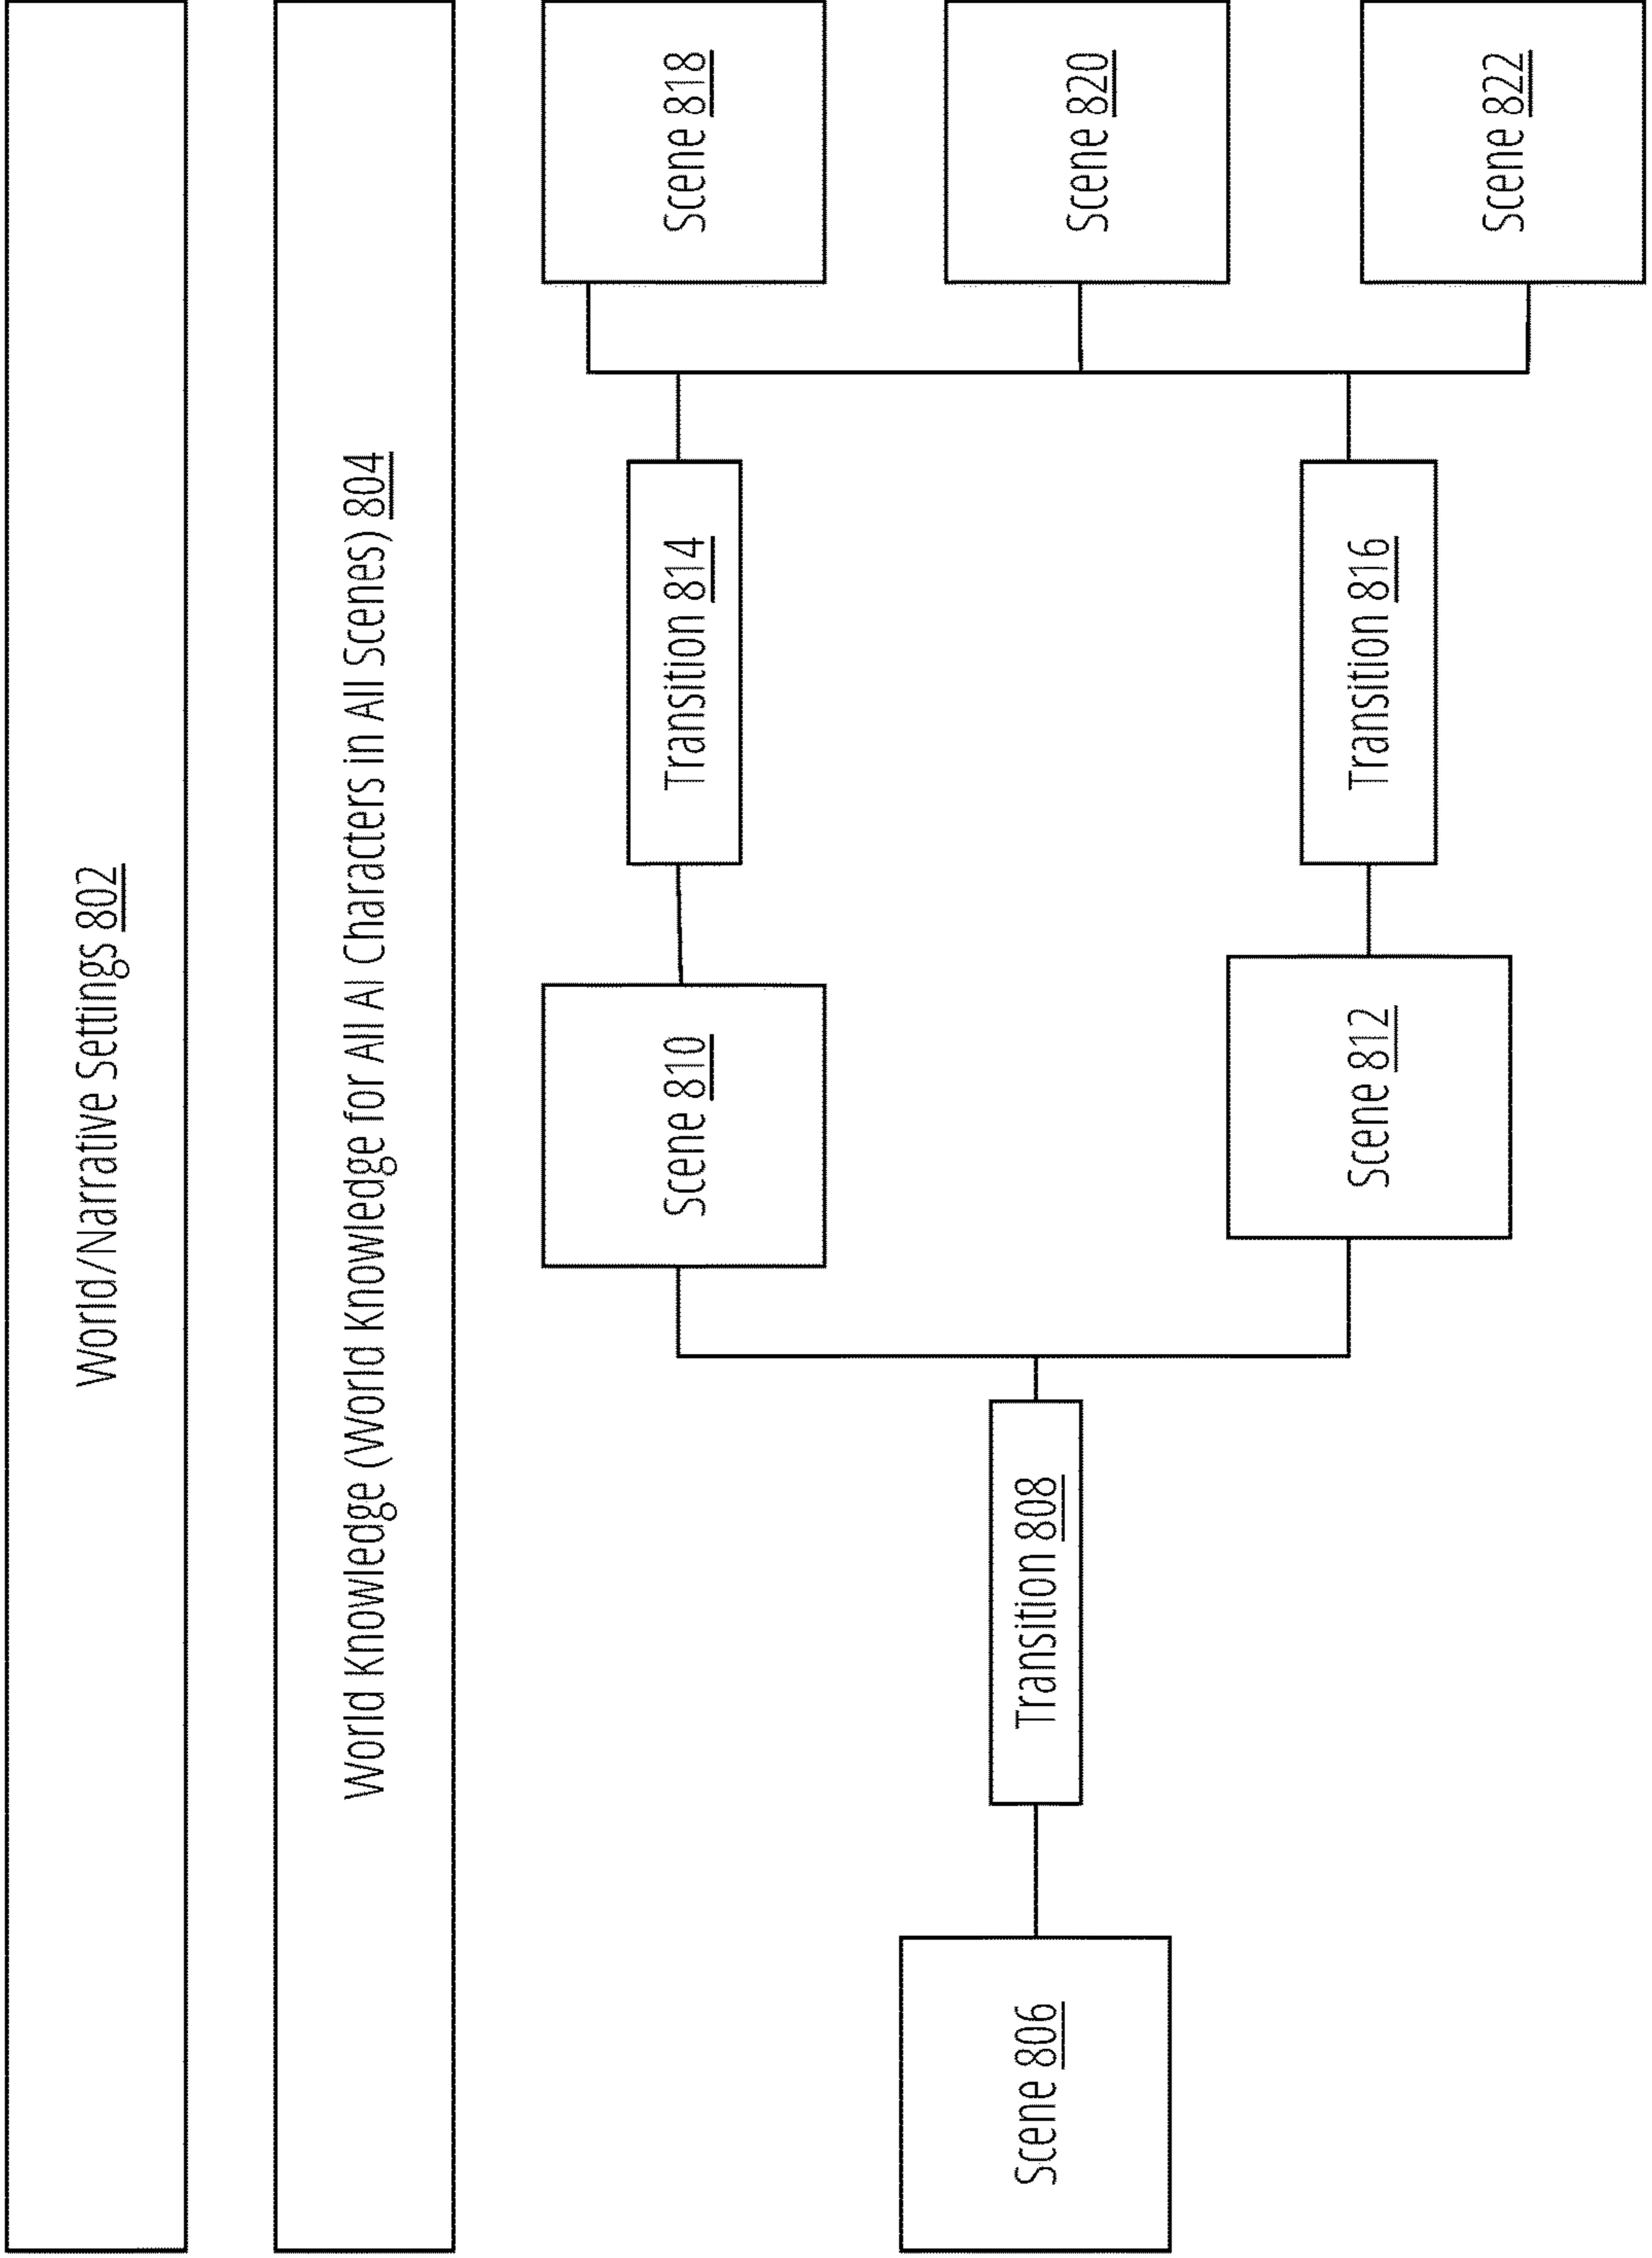 World/Narrative Settings 802
World Knowledge (World Knowledge for All AI Characters in All Scenes) 804
Scene 806
Transition 808
Scene 810
Scene 812
Transition 814
Transition 816
Scene 818
Scene 820
Scene 822